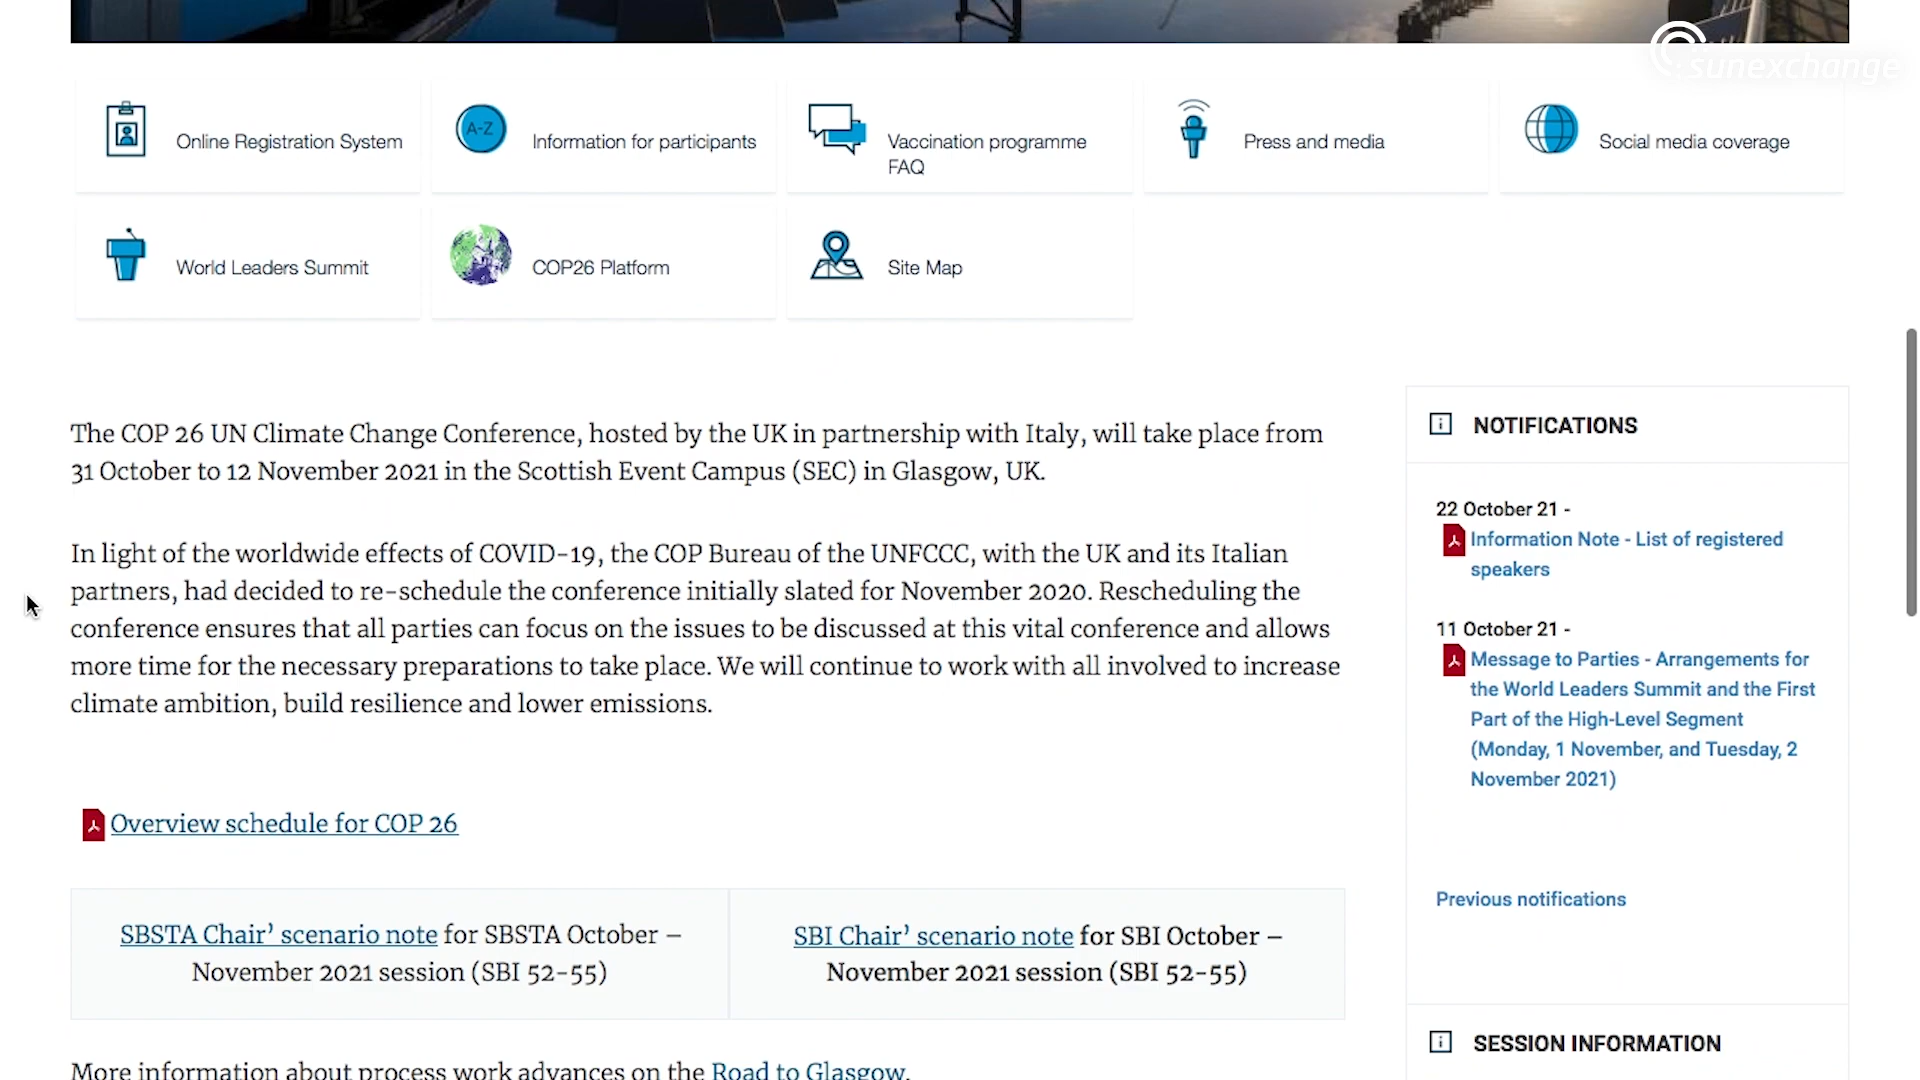 sunexchange
Online Registration System
A-Z
Information for participants
Vaccination programme
FAQ
Press and media
Social media coverage
World Leaders Summit
COP26 Platform
Site Map
The COP 26 UN Climate Change Conference, hosted by the UK in partnership with Italy, will take place from
31 October to 12 November 2021 in the Scottish Event Campus (SEC) in Glasgow, UK.
In light of the worldwide effects of COVID-19, the COP Bureau of the UNFCCC, with the UK and its Italian
partners, had decided to re-schedule the conference initially slated for November 2020. Rescheduling the
conference ensures that all parties can focus on the issues to be discussed at this vital conference and allows
more time for the necessary preparations to take place. We will continue to work with all involved to increase
climate ambition, build resilience and lower emissions.
Overview schedule for COP 26
SBSTA Chair’ scenario note for SBSTA October –
November 2021 session (SBI 52-55)
SBI Chair’ scenario note for SBI October –
November 2021 session (SBI 52-55)
More information about process work advances on the Road to Glasgow.
NOTIFICATIONS
22 October 21 -
Information Note - List of registered
speakers
11 October 21 -
Message to Parties - Arrangements for
the World Leaders Summit and the First
Part of the High-Level Segment
(Monday, 1 November, and Tuesday, 2
November 2021)
Previous notifications
SESSION INFORMATION